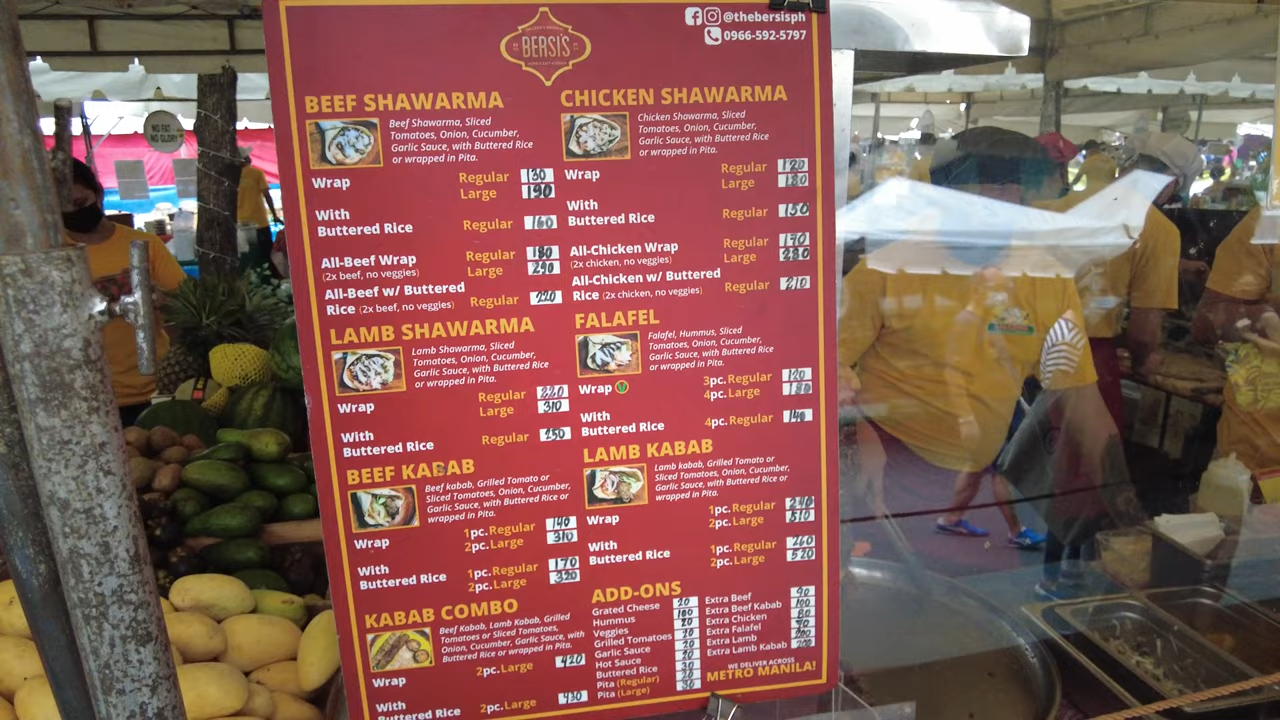 NO FAT
NO GLORY
BERSI'S
@thebersisph
0966-592-5797
BEEF SHAWARMA
Beef Shawarma, Sliced
Tomatoes, Onion, Cucumber,
Garlic Sauce, with Buttered Rice
or wrapped in Pita.
Wrap
Regular 130
Large 190
With
Buttered Rice
Regular 160
All-Beef Wrap
(2x beef, no veggies)
Regular 180
Large 290
All-Beef w/ Buttered
Rice (2x beef, no veggies)
Regular 220
CHICKEN SHAWARMA
Chicken Shawarma, Sliced
Tomatoes, Onion, Cucumber,
Garlic Sauce, with Buttered Rice
or wrapped in Pita.
Wrap
Regular 120
Large 180
With
Buttered Rice
Regular 150
All-Chicken Wrap
(2x chicken, no veggies)
Regular 170
Large 280
All-Chicken w/ Buttered
Rice (2x chicken, no veggies)
Regular 210
LAMB SHAWARMA
Lamb Shawarma, Sliced
Tomatoes, Onion, Cucumber,
Garlic Sauce, with Buttered Rice
or wrapped in Pita.
Wrap
Regular 220
Large 310
With
Buttered Rice
Regular 250
FALAFEL
Falafel, Hummus, Sliced
Tomatoes, Onion, Cucumber,
Garlic Sauce, with Buttered Rice
or wrapped in Pita.
Wrap
3pc. Regular 120
4pc. Large 180
With
Buttered Rice
4pc. Regular 140
BEEF KABAB
Beef kabab, Grilled Tomato or
Sliced Tomatoes, Onion, Cucumber,
Garlic Sauce, with Buttered Rice or
wrapped in Pita.
Wrap
1pc. Regular 140
2pc. Large 310
With
Buttered Rice
1pc. Regular 170
2pc. Large 320
LAMB KABAB
Lamb kabab, Grilled Tomato or
Sliced Tomatoes, Onion, Cucumber,
Garlic Sauce, with Buttered Rice or
wrapped in Pita.
Wrap
1pc. Regular 240
2pc. Large 510
With
Buttered Rice
1pc. Regular 260
2pc. Large 520
KABAB COMBO
Beef Kabab, Lamb Kabab, Grilled
Tomatoes or Sliced Tomatoes,
Onion, Cucumber, Garlic Sauce, with
Buttered Rice or wrapped in Pita.
Wrap
2pc. Large 420
With
Buttered Rice
2pc. Large 430
ADD-ONS
Grated Cheese 20
Hummus 100
Veggies 20
Grilled Tomatoes 20
Garlic Sauce 20
Hot Sauce 20
Buttered Rice 30
Pita (Regular) 20
Pita (Large) 30
Extra Beef 90
Extra Beef Kabab 100
Extra Chicken 80
Extra Falafel
Extra Lamb 200
Extra Lamb Kabab 200
WE DELIVER ACROSS
METRO MANILA!